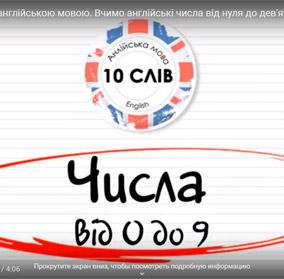 англійською мовою. Вчимо англійські числа від нуля до дев'я
Англійська мова
10 СЛІВ
English
Числа
Від 0 до 9
/ 4:06
Прокрутите экран вниз, чтобы посмотреть подробную информацию